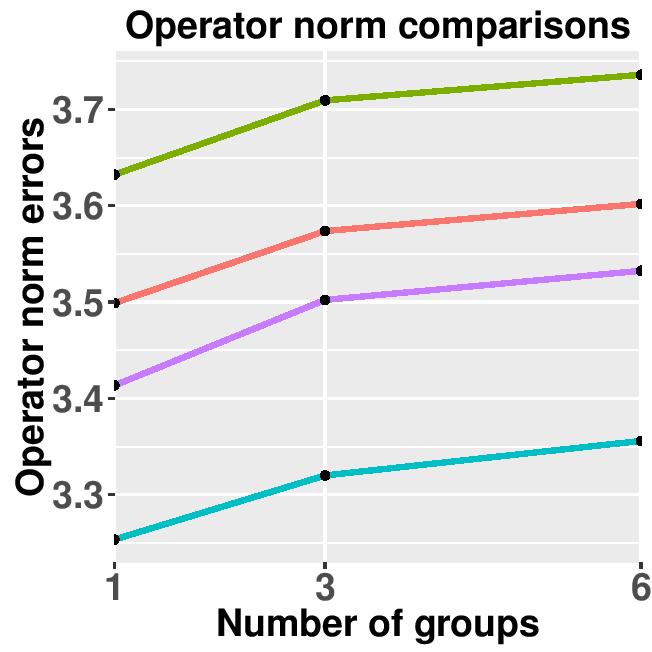 Operator norm comparisons
Operator norm errors
3.7
3.6
3.5
3.4
3.3
1 3 6
Number of groups